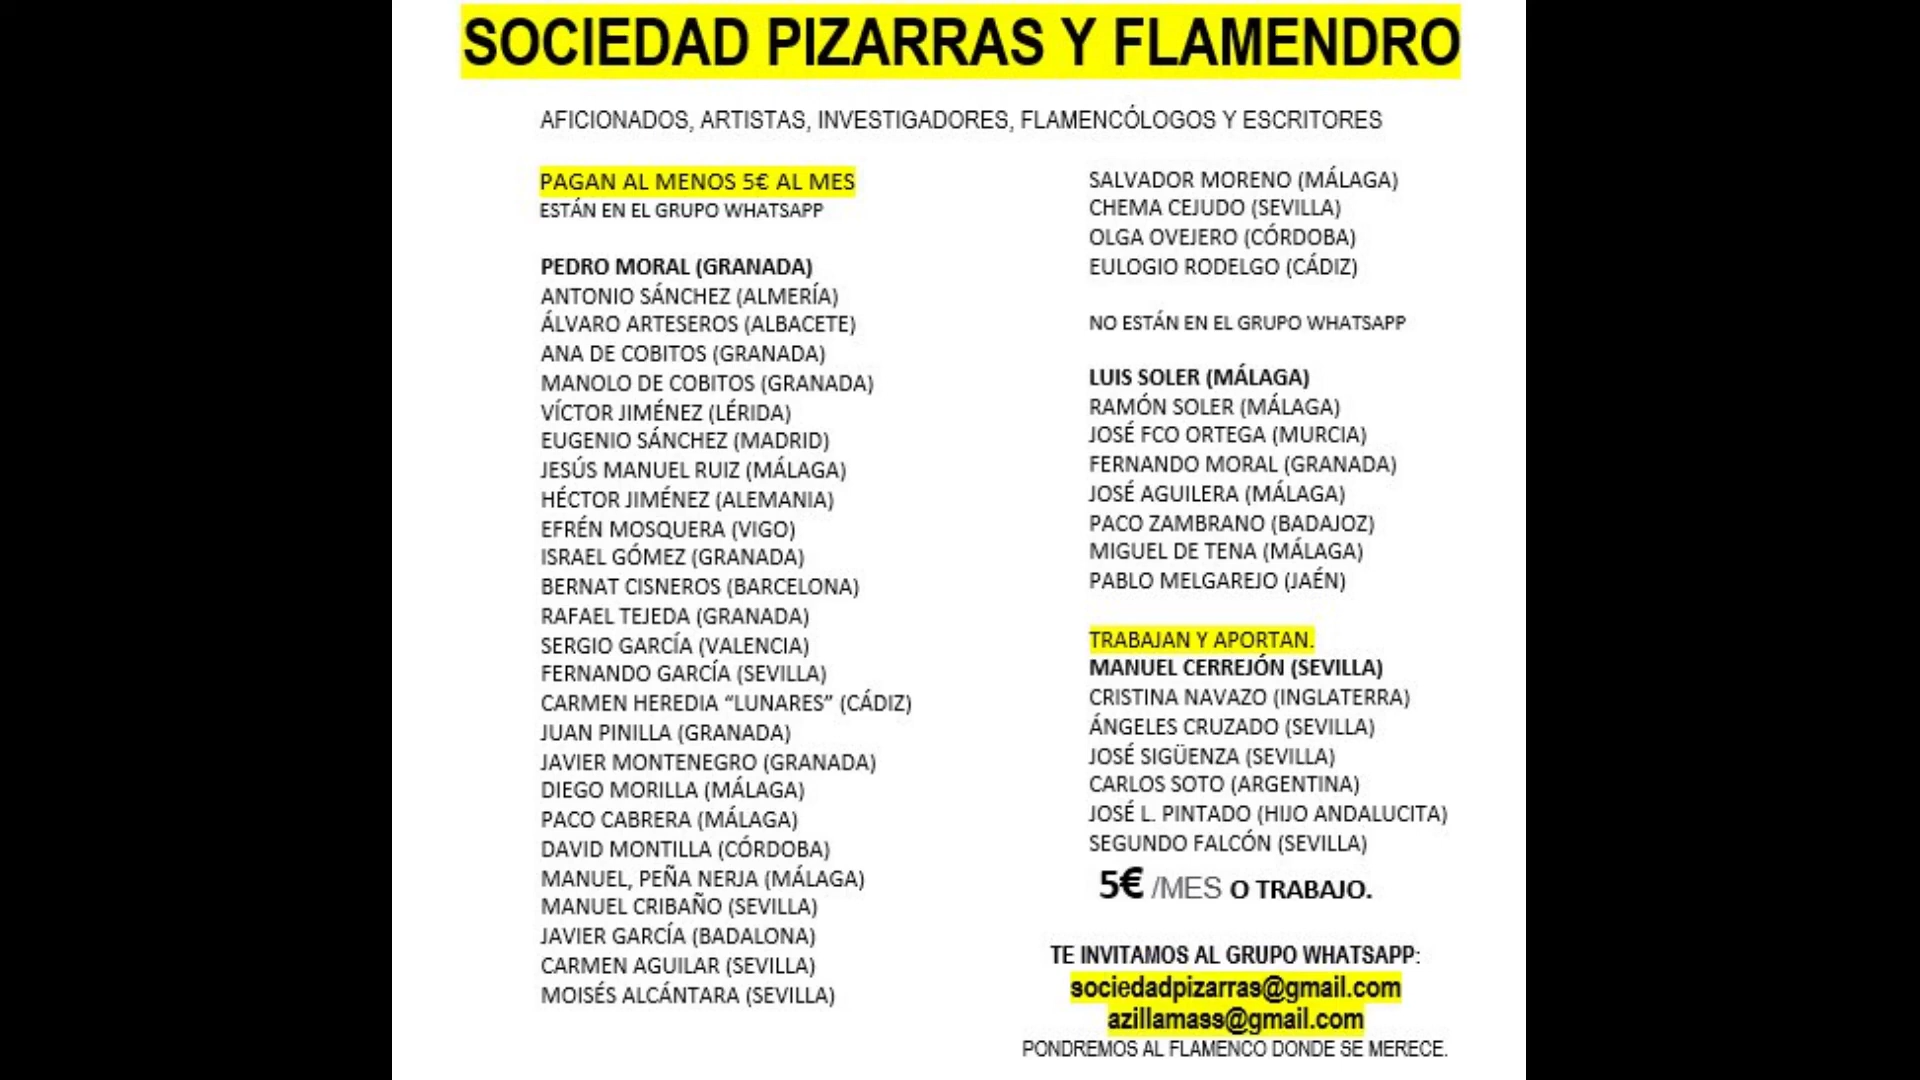 SOCIEDAD PIZARRAS Y FLAMENDRO
AFICIONADOS, ARTISTAS, INVESTIGADORES, FLAMENCÓLOGOS Y ESCRITORES
PAGAN AL MENOS 5€ AL MES
ESTÁN EN EL GRUPO WHATSAPP
PEDRO MORAL (GRANADA)
ANTONIO SÁNCHEZ (ALMERÍA)
ÁLVARO ARTESEROS (ALBACETE)
ANA DE COBITOS (GRANADA)
MANOLO DE COBITOS (GRANADA)
VÍCTOR JIMÉNEZ (LÉRIDA)
EUGENIO SÁNCHEZ (MADRID)
JESÚS MANUEL RUIZ (MÁLAGA)
HÉCTOR JIMÉNEZ (ALEMANIA)
EFRÉN MOSQUERA (VIGO)
ISRAEL GÓMEZ (GRANADA)
BERNAT CISNEROS (BARCELONA)
RAFAEL TEJEDA (GRANADA)
SERGIO GARCÍA (VALENCIA)
FERNANDO GARCÍA (SEVILLA)
CARMEN HEREDIA “LUNARES” (CÁDIZ)
JUAN PINILLA (GRANADA)
JAVIER MONTENEGRO (GRANADA)
DIEGO MORILLA (MÁLAGA)
PACO CABRERA (MÁLAGA)
DAVID MONTILLA (CÓRDOBA)
MANUEL, PEÑA NERJA (MÁLAGA)
MANUEL CRIBAÑO (SEVILLA)
JAVIER GARCÍA (BADALONA)
CARMEN AGUILAR (SEVILLA)
MOISÉS ALCÁNTARA (SEVILLA)
SALVADOR MORENO (MÁLAGA)
CHEMA CEJUDO (SEVILLA)
OLGA OVEJERO (CÓRDOBA)
EULOGIO RODELGO (CÁDIZ)
NO ESTÁN EN EL GRUPO WHATSAPP
LUIS SOLER (MÁLAGA)
RAMÓN SOLER (MÁLAGA)
JOSÉ FCO ORTEGA (MURCIA)
FERNANDO MORAL (GRANADA)
JOSÉ AGUILERA (MÁLAGA)
PACO ZAMBRANO (BADAJOZ)
MIGUEL DE TENA (MÁLAGA)
PABLO MELGAREJO (JAÉN)
TRABAJAN Y APORTAN.
MANUEL CERREJÓN (SEVILLA)
CRISTINA NAVAZO (INGLATERRA)
ÁNGELES CRUZADO (SEVILLA)
JOSÉ SIGÜENZA (SEVILLA)
CARLOS SOTO (ARGENTINA)
JOSÉ L. PINTADO (HIJO ANDALUCITA)
SEGUNDO FALCÓN (SEVILLA)
5€ /MES O TRABAJO.
TE INVITAMOS AL GRUPO WHATSAPP:
sociedadpizarras@gmail.com
azillamass@gmail.com
PONDREMOS AL FLAMENCO DONDE SE MERECE.